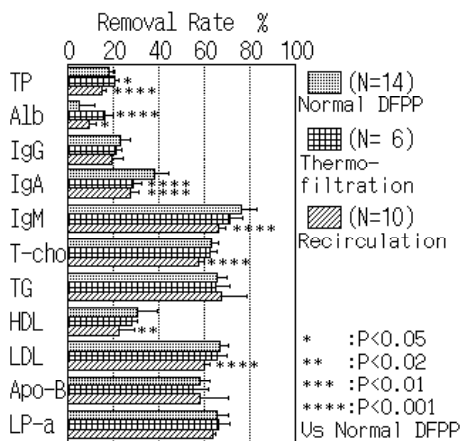 Removal Rate %
0 20 40 60 80 100
TP * ****
Alb **** *
IgG
IgA **** ****
IgM ****
T-cho ****
TG
HDL **
LDL ****
Apo-B
LP-a
(N=14)
Normal DFPP
(N= 6)
Thermo-
filtration
(N=10)
Recirculation
* :P<0.05
** :P<0.02
*** :P<0.01
****:P<0.001
Vs Normal DFPP